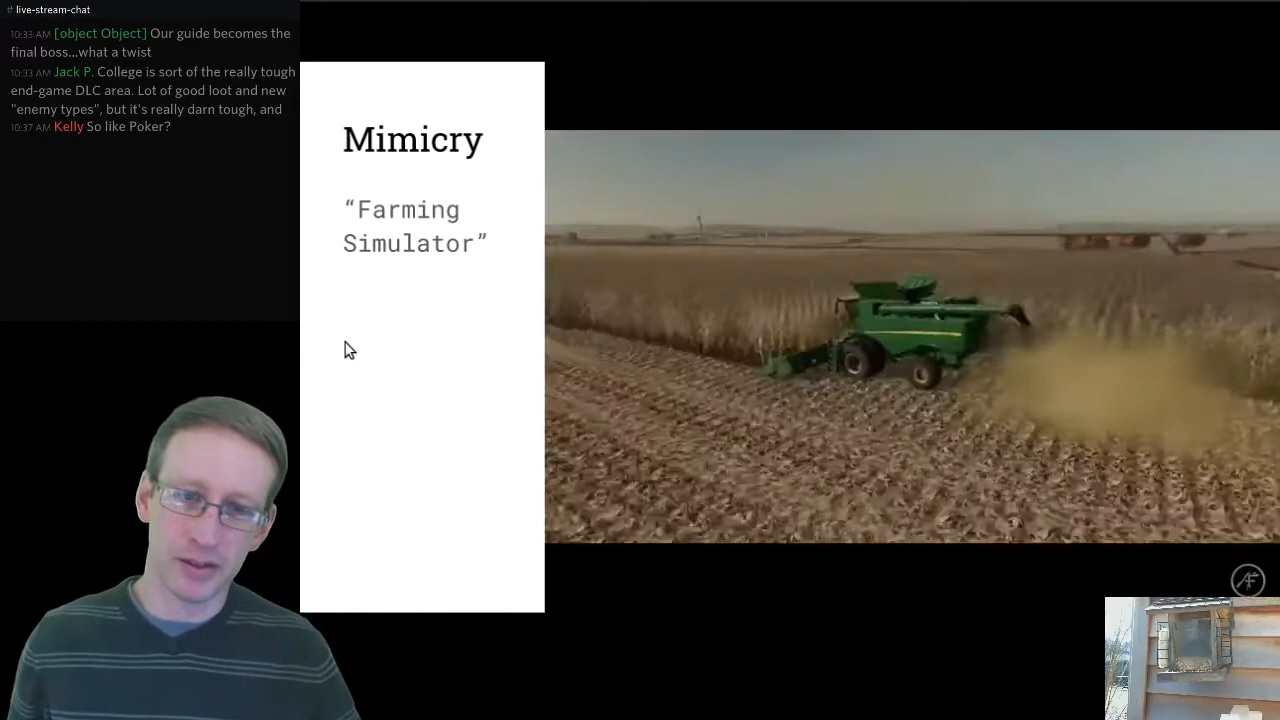 # live-stream-chat
10:33 AM [object Object] Our guide becomes the
final boss...what a twist
10:33 AM Jack P. College is sort of the really tough
end-game DLC area. Lot of good loot and new
"enemy types", but it's really darn tough, and
10:37 AM Kelly So like Poker?
Mimicry
“Farming
Simulator”
AF